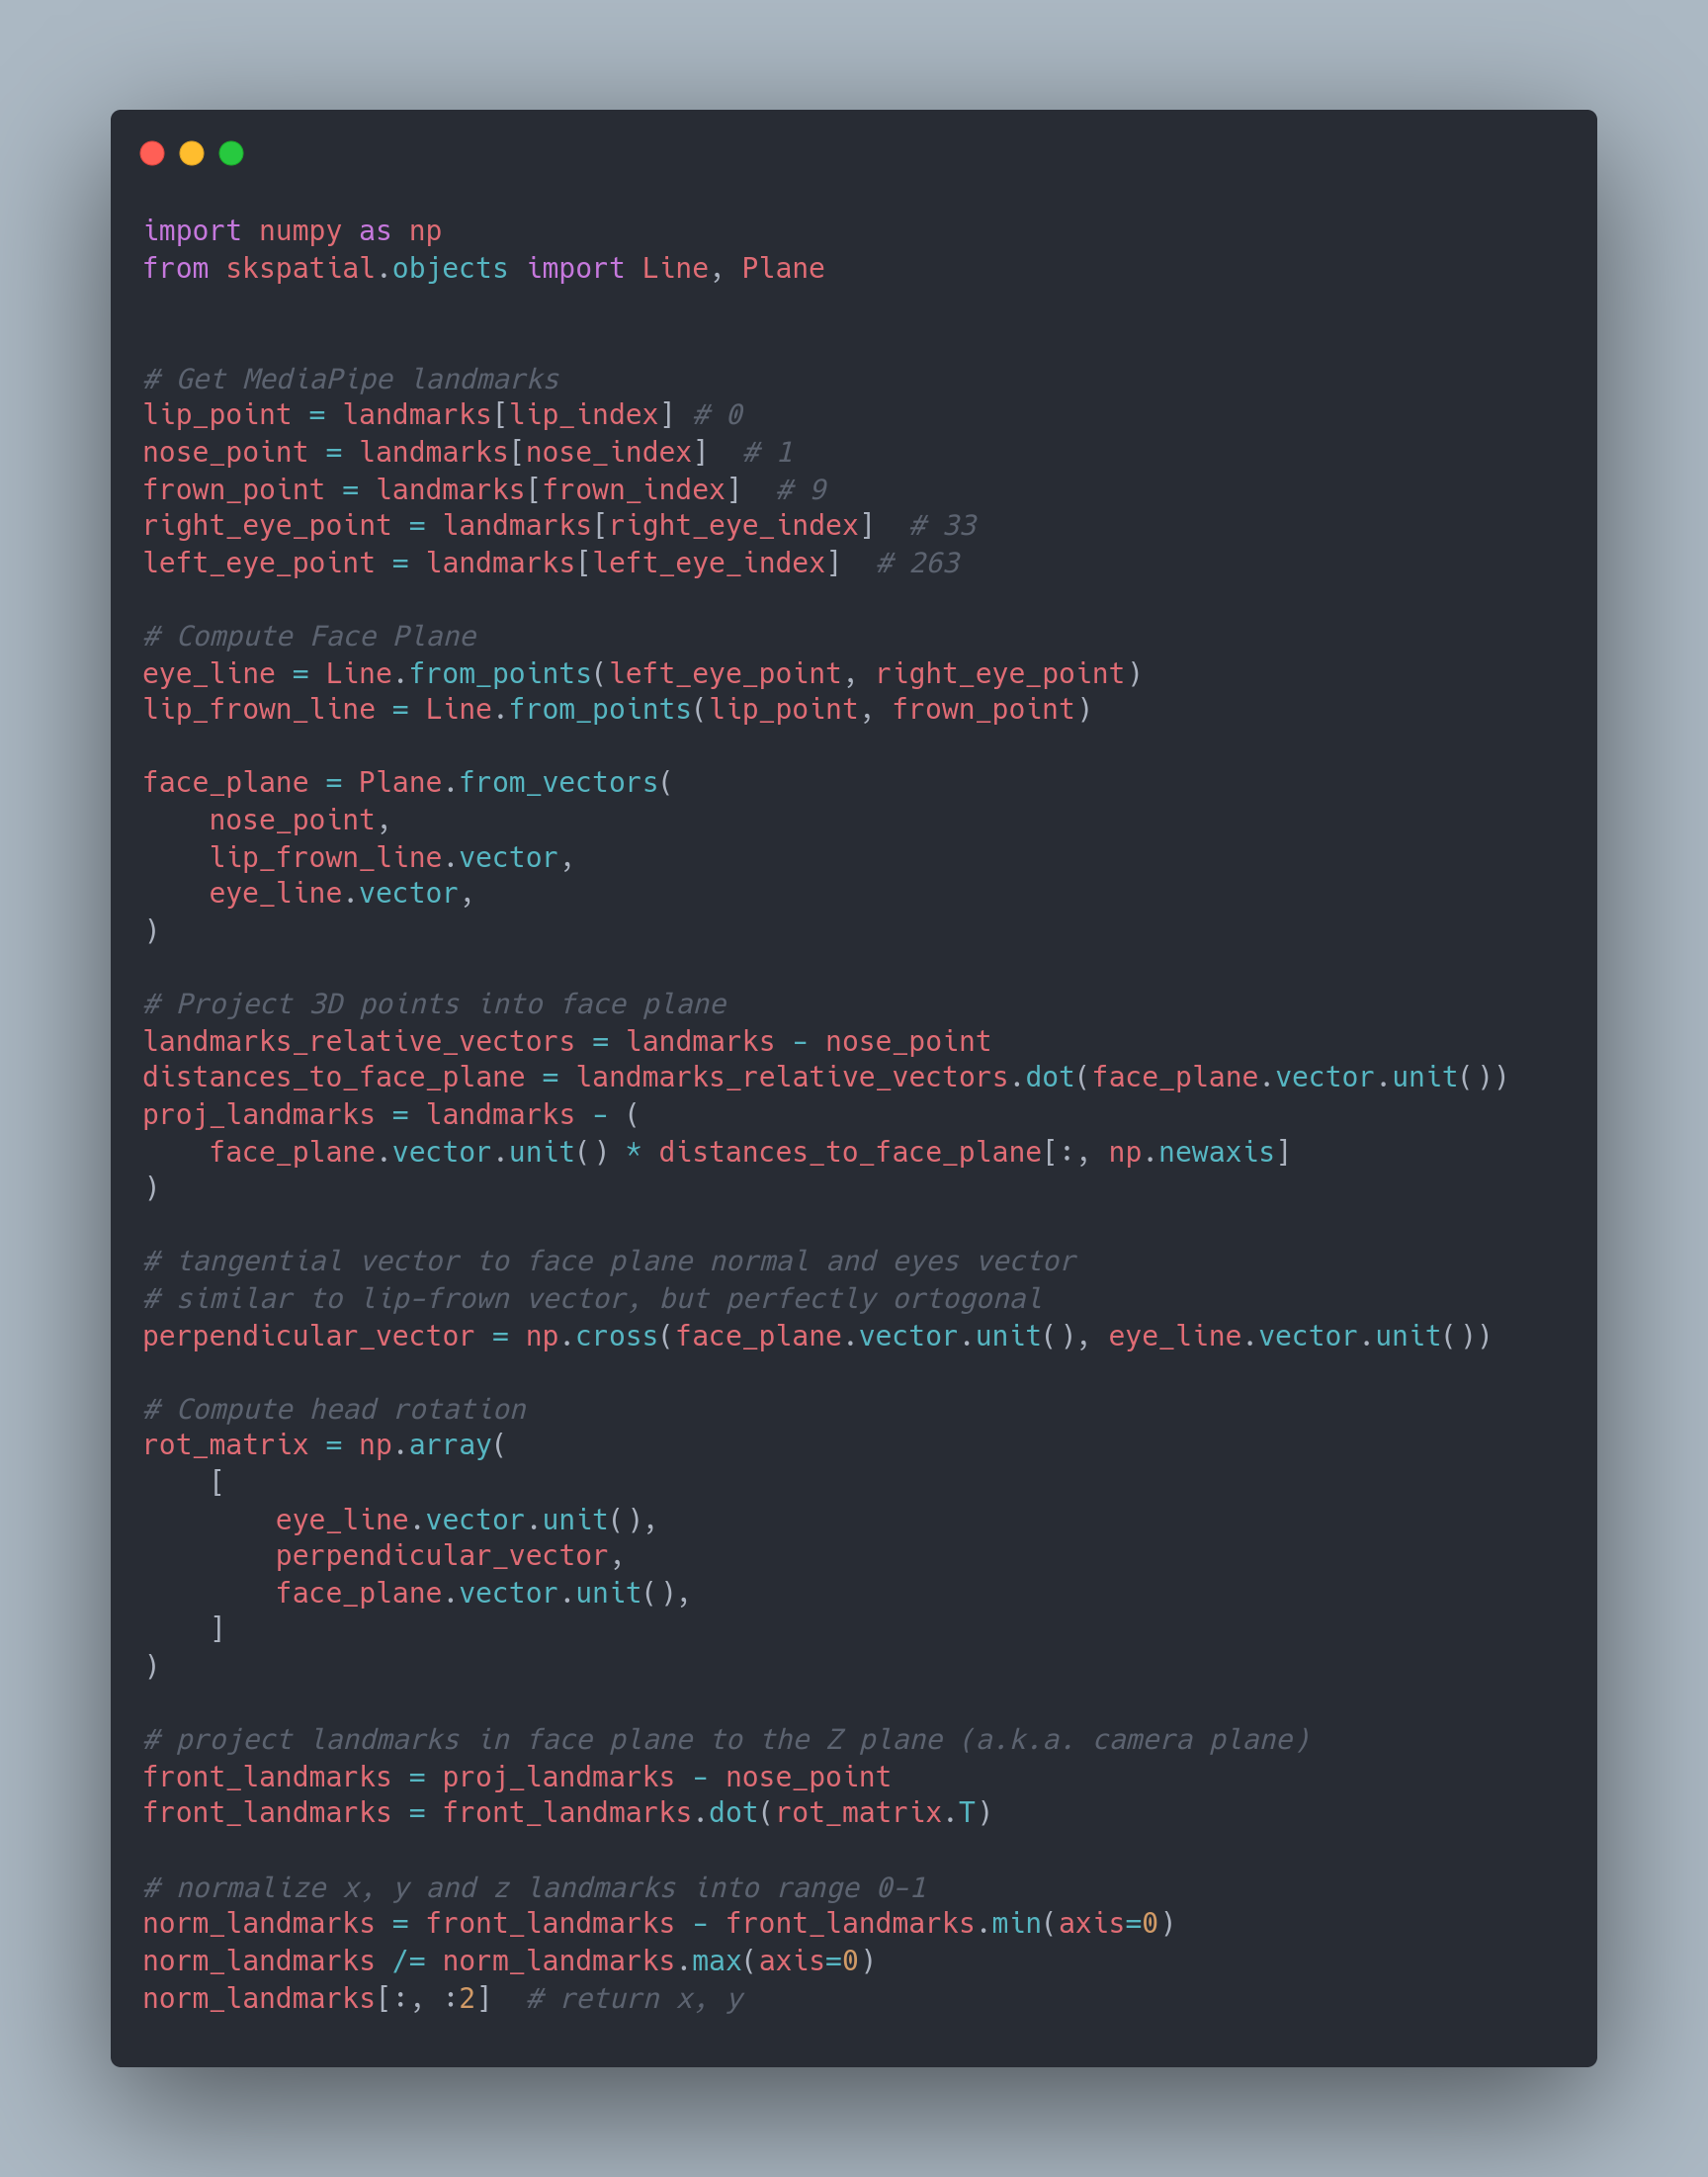 import numpy as np
from skspatial.objects import Line, Plane


# Get MediaPipe landmarks
lip_point = landmarks[lip_index] # 0
nose_point = landmarks[nose_index]  # 1
frown_point = landmarks[frown_index]  # 9
right_eye_point = landmarks[right_eye_index]  # 33
left_eye_point = landmarks[left_eye_index]  # 263

# Compute Face Plane
eye_line = Line.from_points(left_eye_point, right_eye_point)
lip_frown_line = Line.from_points(lip_point, frown_point)

face_plane = Plane.from_vectors(
    nose_point,
    lip_frown_line.vector,
    eye_line.vector,
)

# Project 3D points into face plane
landmarks_relative_vectors = landmarks - nose_point
distances_to_face_plane = landmarks_relative_vectors.dot(face_plane.vector.unit())
proj_landmarks = landmarks - (
    face_plane.vector.unit() * distances_to_face_plane[:, np.newaxis]
)

# tangential vector to face plane normal and eyes vector
# similar to lip-frown vector, but perfectly ortogonal
perpendicular_vector = np.cross(face_plane.vector.unit(), eye_line.vector.unit())

# Compute head rotation
rot_matrix = np.array(
    [
        eye_line.vector.unit(),
        perpendicular_vector,
        face_plane.vector.unit(),
    ]
)

# project landmarks in face plane to the Z plane (a.k.a. camera plane)
front_landmarks = proj_landmarks - nose_point
front_landmarks = front_landmarks.dot(rot_matrix.T)

# normalize x, y and z landmarks into range 0-1
norm_landmarks = front_landmarks - front_landmarks.min(axis=0)
norm_landmarks /= norm_landmarks.max(axis=0)
norm_landmarks[:, :2]  # return x, y